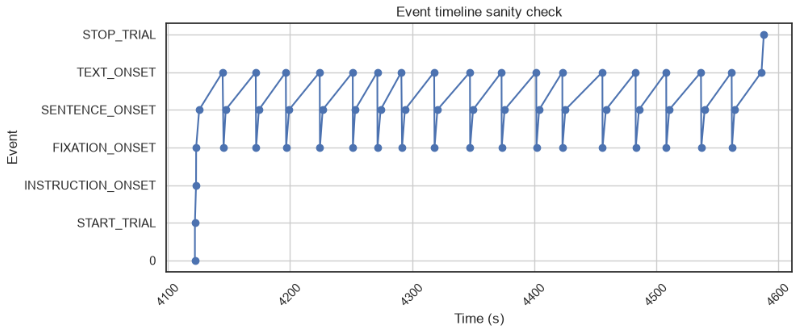 Event timeline sanity check
STOP_TRIAL
TEXT_ONSET
SENTENCE_ONSET
FIXATION_ONSET
INSTRUCTION_ONSET
START_TRIAL
0
Event
4100
4200
4300
4400
4500
4600
Time (s)